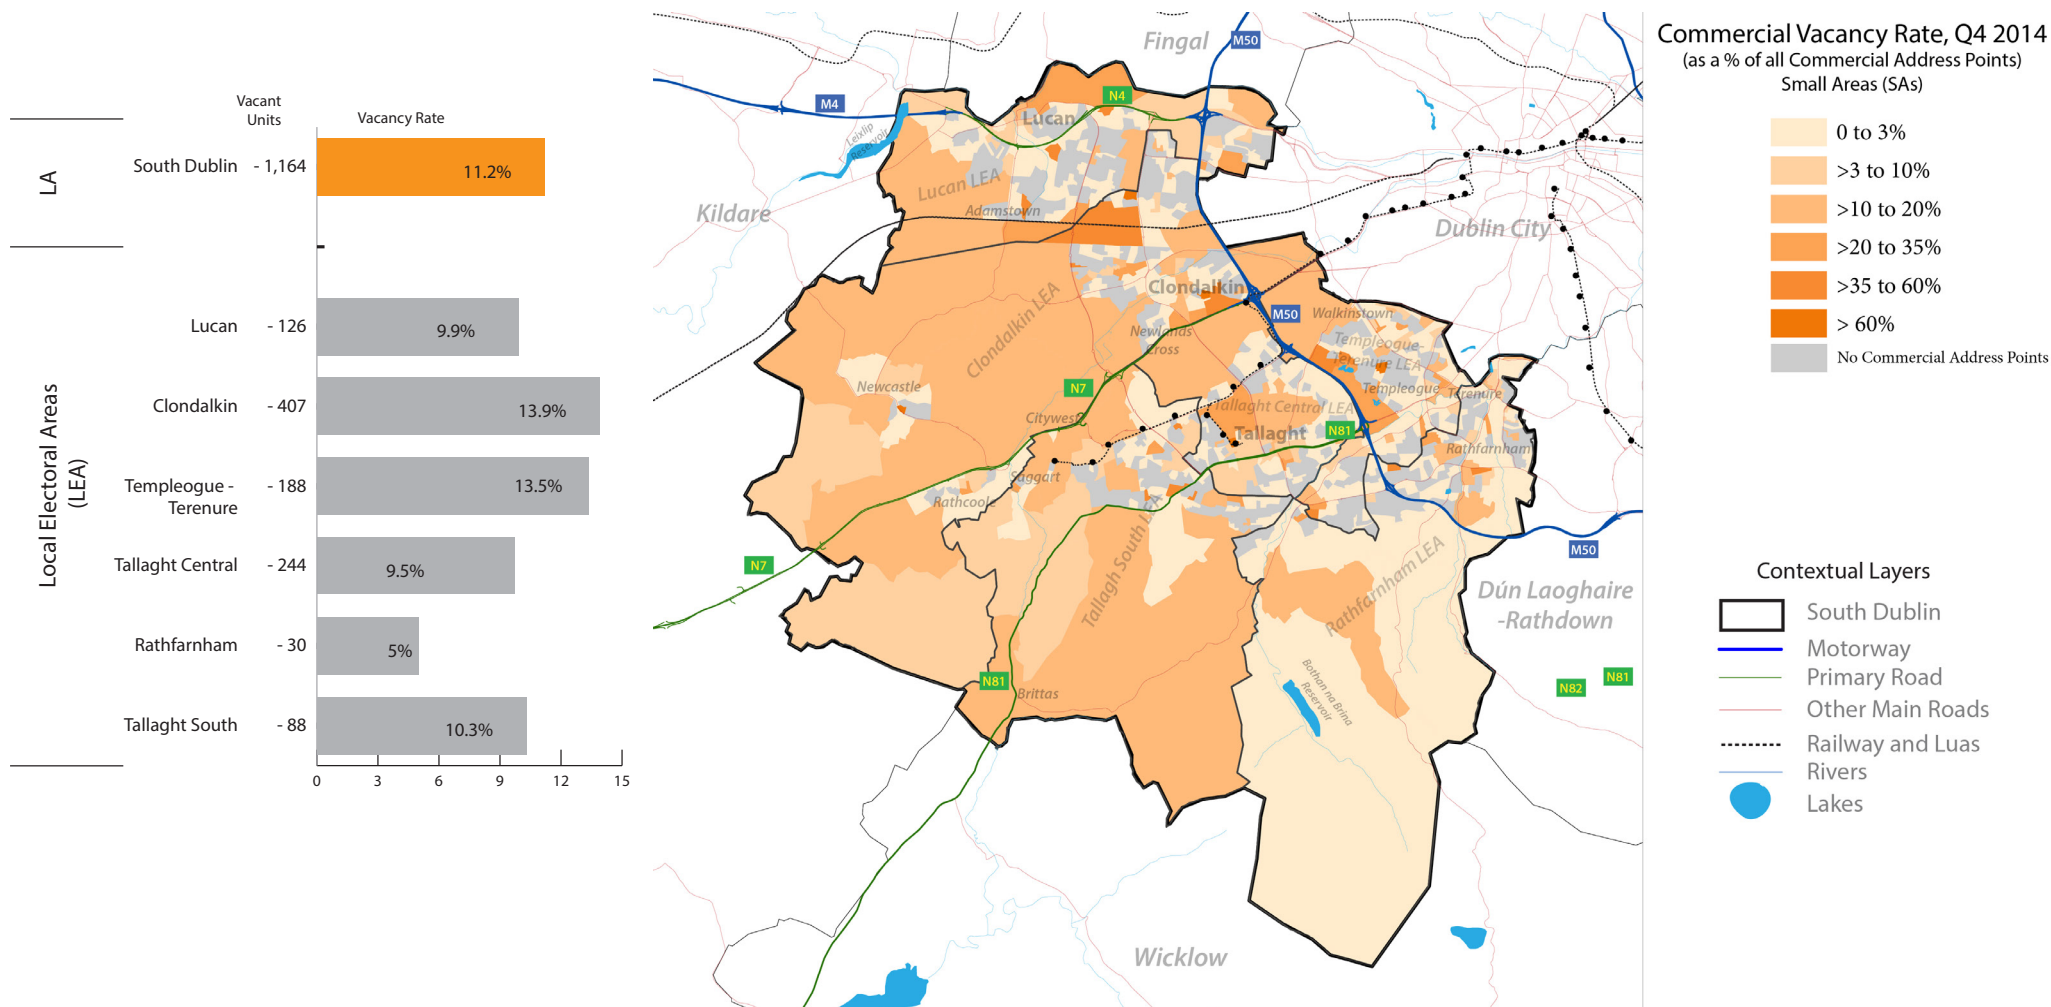 Vacant
Units
Vacancy Rate
LA
South Dublin
- 1,164
11.2%
Local Electoral Areas
(LEA)
Lucan
- 126
9.9%
Clondalkin
- 407
13.9%
Templeogue -
Terenure
- 188
13.5%
Tallaght Central
- 244
9.5%
Rathfarnham
- 30
5%
Tallaght South
- 88
10.3%
0
3
6
9
12
15
Fingal
M50
M4
N4
Lucan
Leixlip
Reservoir
Lucan LEA
Kildare
Adamstown
Dublin City
Clondalkin
Clondalkin LEA
M50
Walkinstown
Newlands
Cross
Templeogue-
Terenure LEA
Newcastle
N7
Templeogue
Terenure
Citywest
Tallaght Central LEA
Tallaght
N81
Rathfarnham
Saggart
Rathcoole
Tallagh South LEA
N7
M50
Rathfarnham LEA
Dún Laoghaire
-Rathdown
N81
Brittas
Bothan na Brina
Reservoir
N82
N81
Wicklow
Commercial Vacancy Rate, Q4 2014
(as a % of all Commercial Address Points)
Small Areas (SAs)
0 to 3%
>3 to 10%
>10 to 20%
>20 to 35%
>35 to 60%
> 60%
No Commercial Address Points
Contextual Layers
South Dublin
Motorway
Primary Road
Other Main Roads
Railway and Luas
Rivers
Lakes